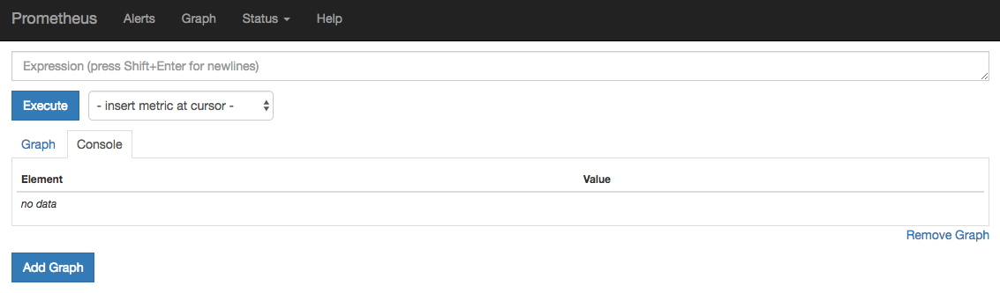 Prometheus Alerts Graph Status Help
Expression (press Shift+Enter for newlines)
Execute - insert metric at cursor -
Graph Console
Element Value
no data
Remove Graph
Add Graph